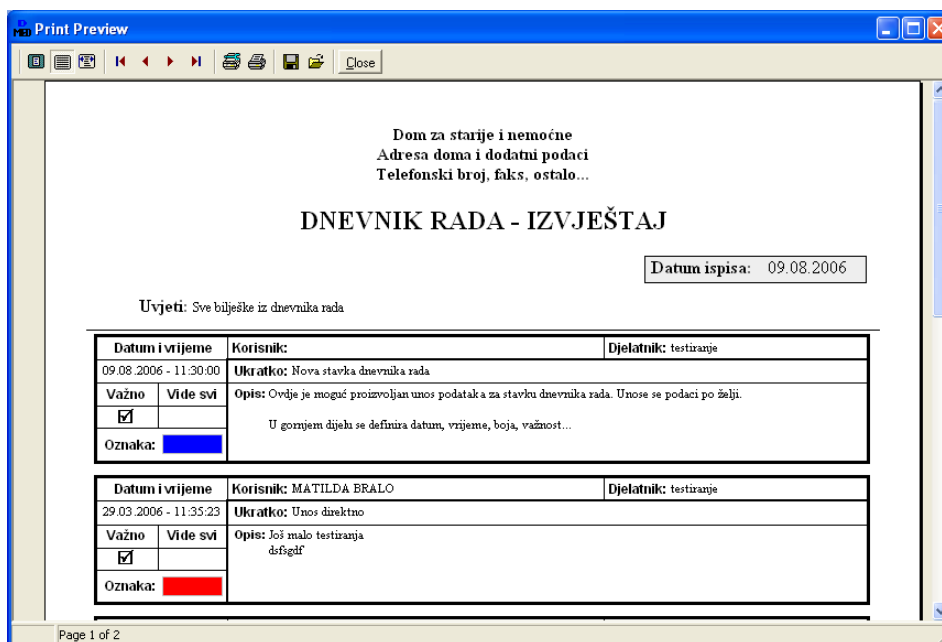 D
MED Print Preview
Close
Dom za starije i nemoćne
Adresa doma i dodatni podaci
Telefonski broj, faks, ostalo...
DNEVNIK RADA - IZVJEŠTAJ
Datum ispisa: 09.08.2006
Uvjeti: Sve bilješke iz dnevnika rada
Datum i vrijeme Korisnik: Djelatnik: testiranje
09.08.2006 - 11:30:00 Ukratko: Nova stavka dnevnika rada
Važno Vide svi Opis: Ovdje je moguć proizvoljan unos podataka za stavku dnevnika rada. Unose se podaci po želji.
U gornjem dijelu se definira datum, vrijeme, boja, važnost...
Oznaka:
Datum i vrijeme Korisnik: MATILDA BRALO Djelatnik: testiranje
29.03.2006 - 11:35:23 Ukratko: Unos direktno
Važno Vide svi Opis: Još malo testiranja
dsfsgdf
Oznaka:
Page 1 of 2